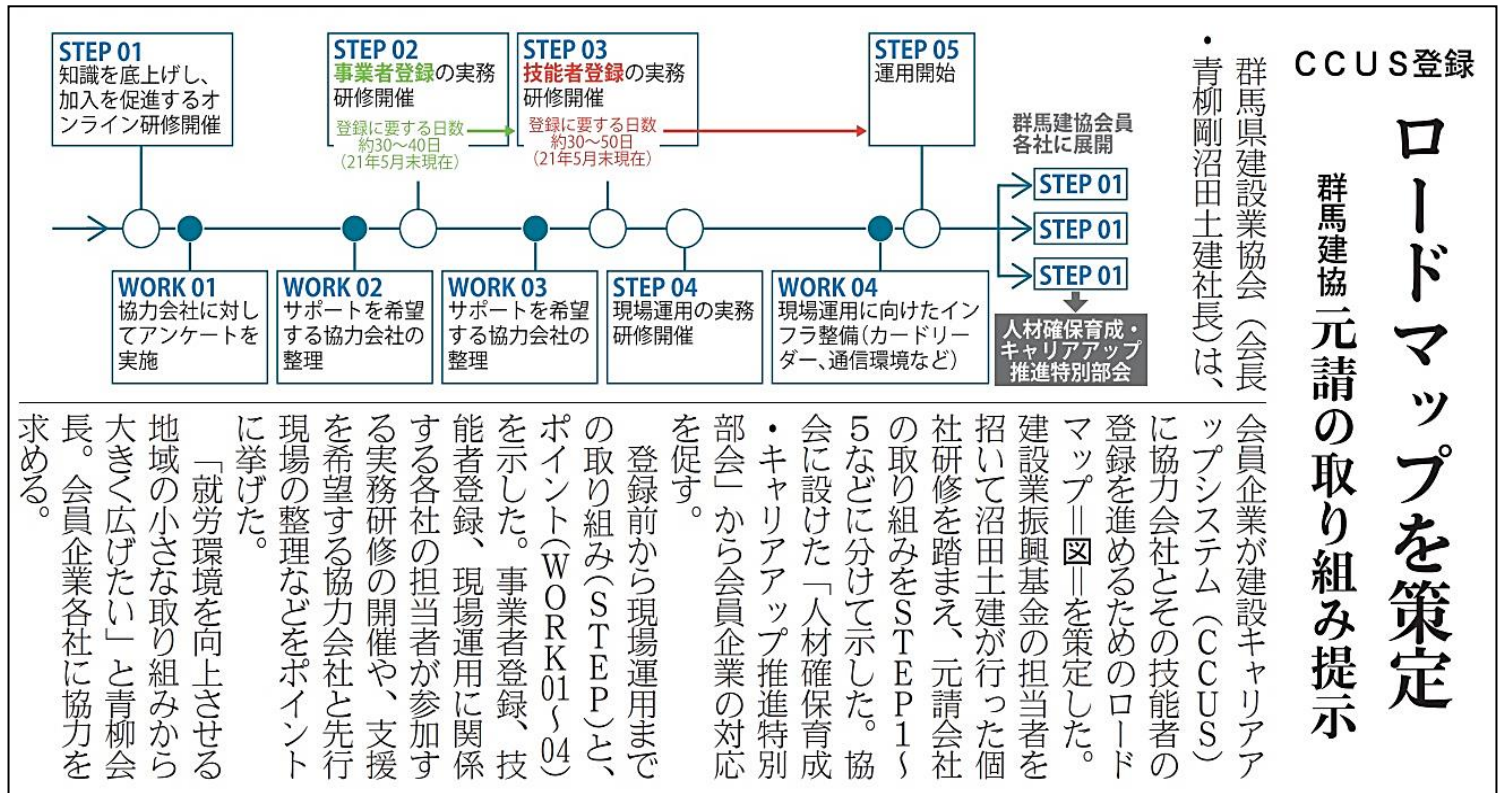 CCUS登録
ロードマップを策定
群馬建協 元請の取り組み提示
STEP 01
知識を底上げし、
加入を促進するオ
ンライン研修開催
STEP 02
事業者登録の実務
研修開催
登録に要する日数
約30〜40日
（21年5月末現在）
STEP 03
技能者登録の実務
研修開催
登録に要する日数
約30〜50日
（21年5月末現在）
STEP 05
運用開始
群馬建協会員
各社に展開
STEP 01
STEP 01
STEP 01
人材確保育成・
キャリアアップ
推進特別部会
WORK 01
協力会社に対し
てアンケートを
実施
WORK 02
サポートを希望
する協力会社の
整理
WORK 03
サポートを希望
する協力会社の
整理
STEP 04
現場運用の実務
研修開催
WORK 04
現場運用に向けたイン
フラ整備（カードリー
ダー、通信環境など）
群馬県建設業協会（会長
・青柳剛沼田土建社長）は、
会員企業が建設キャリアア
ップシステム（CCUS）
に協力会社とその技能者の
登録を進めるためのロード
マップ＝図＝を策定した。
建設業振興基金の担当者を
招いて沼田土建が行った個
社研修を踏まえ、元請会社
の取り組みをSTEP1〜
5などに分けて示した。協
会に設けた「人材確保育成
・キャリアアップ推進特別
部会」から会員企業の対応
を促す。
登録前から現場運用まで
の取り組み（STEP）と、
ポイント（WORK01〜04）
を示した。事業者登録、技
能者登録、現場運用に関係
する各社の担当者が参加す
る実務研修の開催や、支援
を希望する協力会社と先行
現場の整理などをポイント
に挙げた。
「就労環境を向上させる
地域の小さな取り組みから
大きく広げたい」と青柳会
長。会員企業各社に協力を
求める。